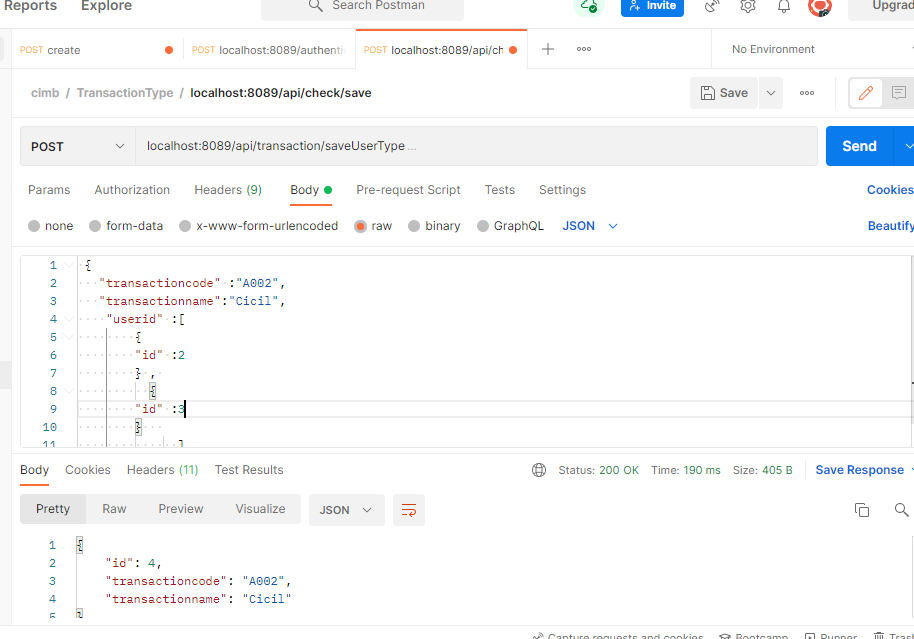 Reports Explore Search Postman Invite Upgrad
POST create POST localhost:8089/authenti POST localhost:8089/api/ch No Environment
cimb / TransactionType / localhost:8089/api/check/save Save
POST localhost:8089/api/transaction/saveUserType ... Send
Params Authorization Headers (9) Body Pre-request Script Tests Settings Cookies
none form-data x-www-form-urlencoded raw binary GraphQL JSON Beautify
1 {
2 "transactioncode" :"A002",
3 "transactionname":"Cicil",
4 "userid" :[
5 {
6 "id" :2
7 } ,
8 {
9 "id" :3
10 }
11 ]
Body Cookies Headers (11) Test Results Status: 200 OK Time: 190 ms Size: 405 B Save Response
Pretty Raw Preview Visualize JSON
1 {
2 "id": 4,
3 "transactioncode": "A002",
4 "transactionname": "Cicil"
5 }
Capture requests and cookies Bootcamp Runner Trash